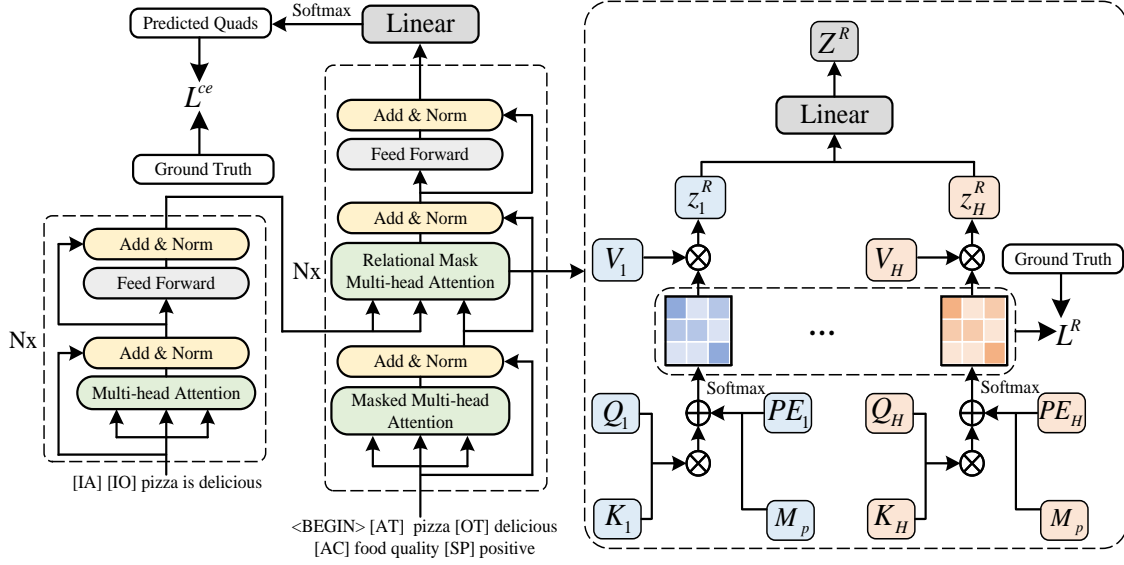 Predicted Quads
Softmax
Linear
L^{ce}
Ground Truth
Add & Norm
Feed Forward
Add & Norm
Multi-head Attention
Nx
[IA] [IO] pizza is delicious
Add & Norm
Feed Forward
Add & Norm
Relational Mask
Multi-head Attention
Nx
Add & Norm
Masked Multi-head
Attention
<BEGIN> [AT] pizza [OT] delicious
[AC] food quality [SP] positive
Z^R
Linear
z_1^R
z_H^R
V_1
V_H
Ground Truth
...
L^R
Softmax
Softmax
Q_1
PE_1
Q_H
PE_H
K_1
M_p
K_H
M_p